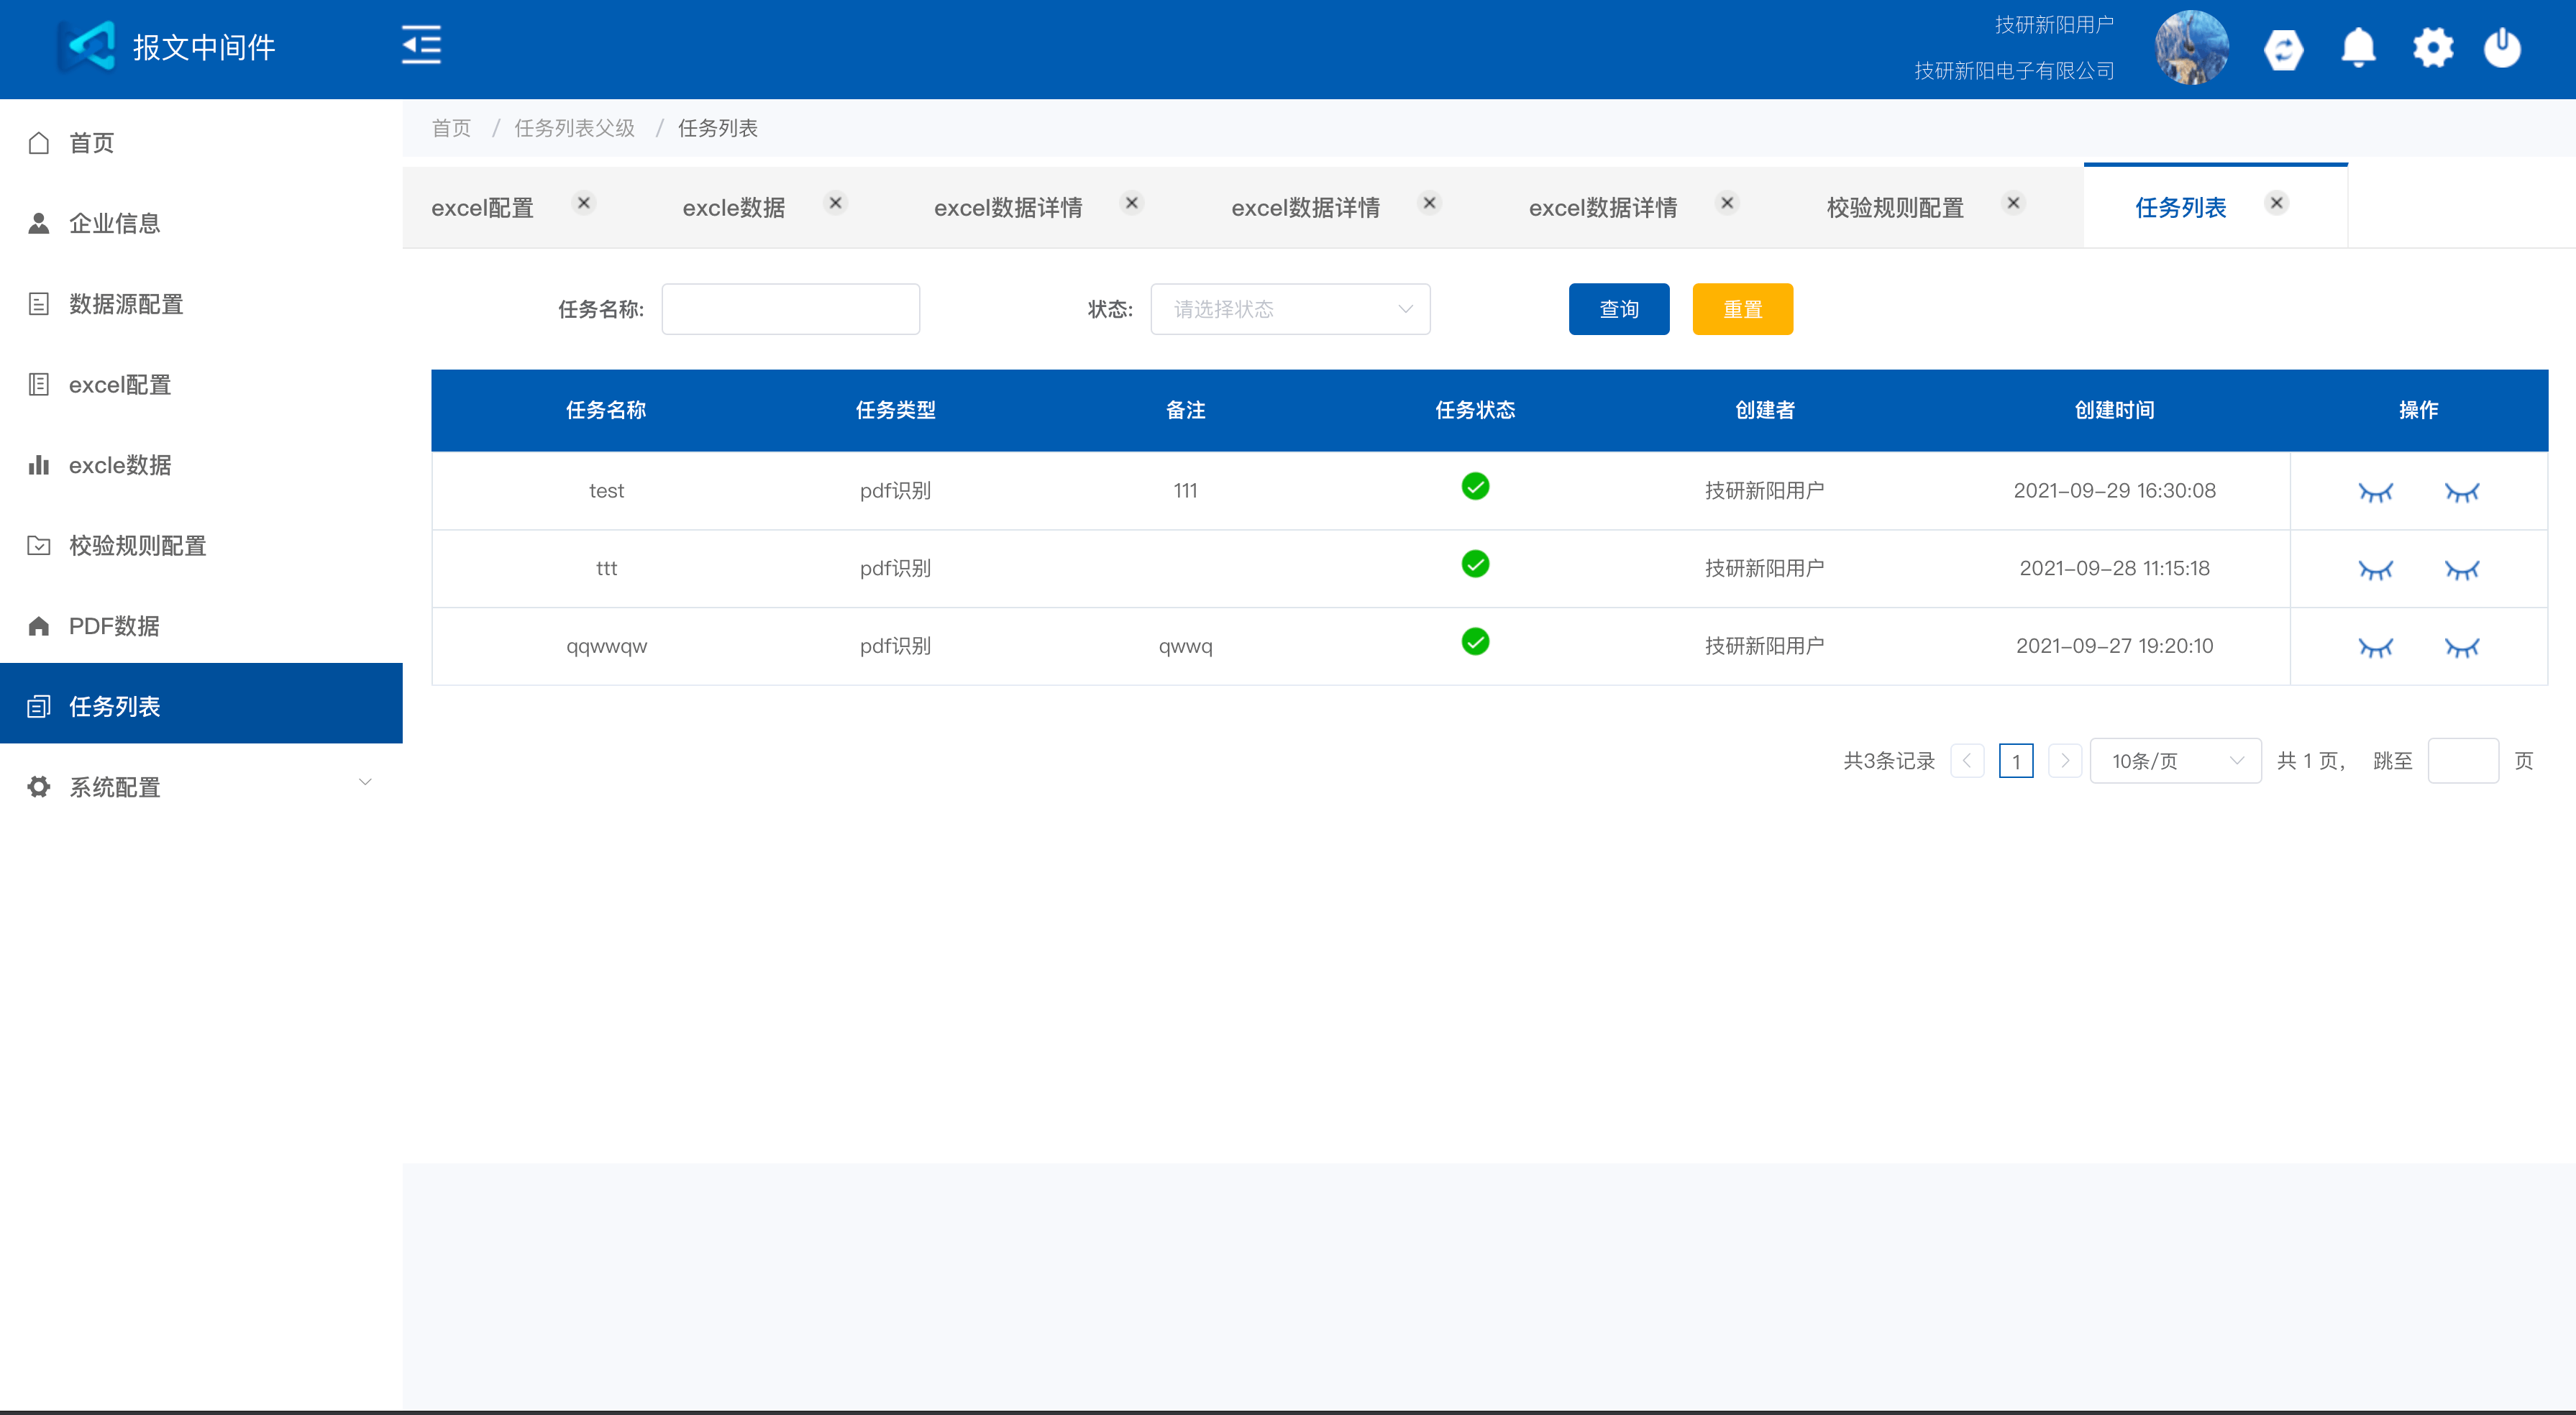 报文中间件
技研新阳用户
技研新阳电子有限公司
首页
企业信息
数据源配置
excel配置
excle数据
校验规则配置
PDF数据
任务列表
系统配置
首页 / 任务列表父级 / 任务列表
excel配置 excle数据 excel数据详情 excel数据详情 excel数据详情 校验规则配置 任务列表
任务名称: 状态: 请选择状态 查询 重置
任务名称 任务类型 备注 任务状态 创建者 创建时间 操作
test pdf识别 111 技研新阳用户 2021-09-29 16:30:08
ttt pdf识别 技研新阳用户 2021-09-28 11:15:18
qqwwqw pdf识别 qwwq 技研新阳用户 2021-09-27 19:20:10
共3条记录 1 10条/页 共 1 页， 跳至 页